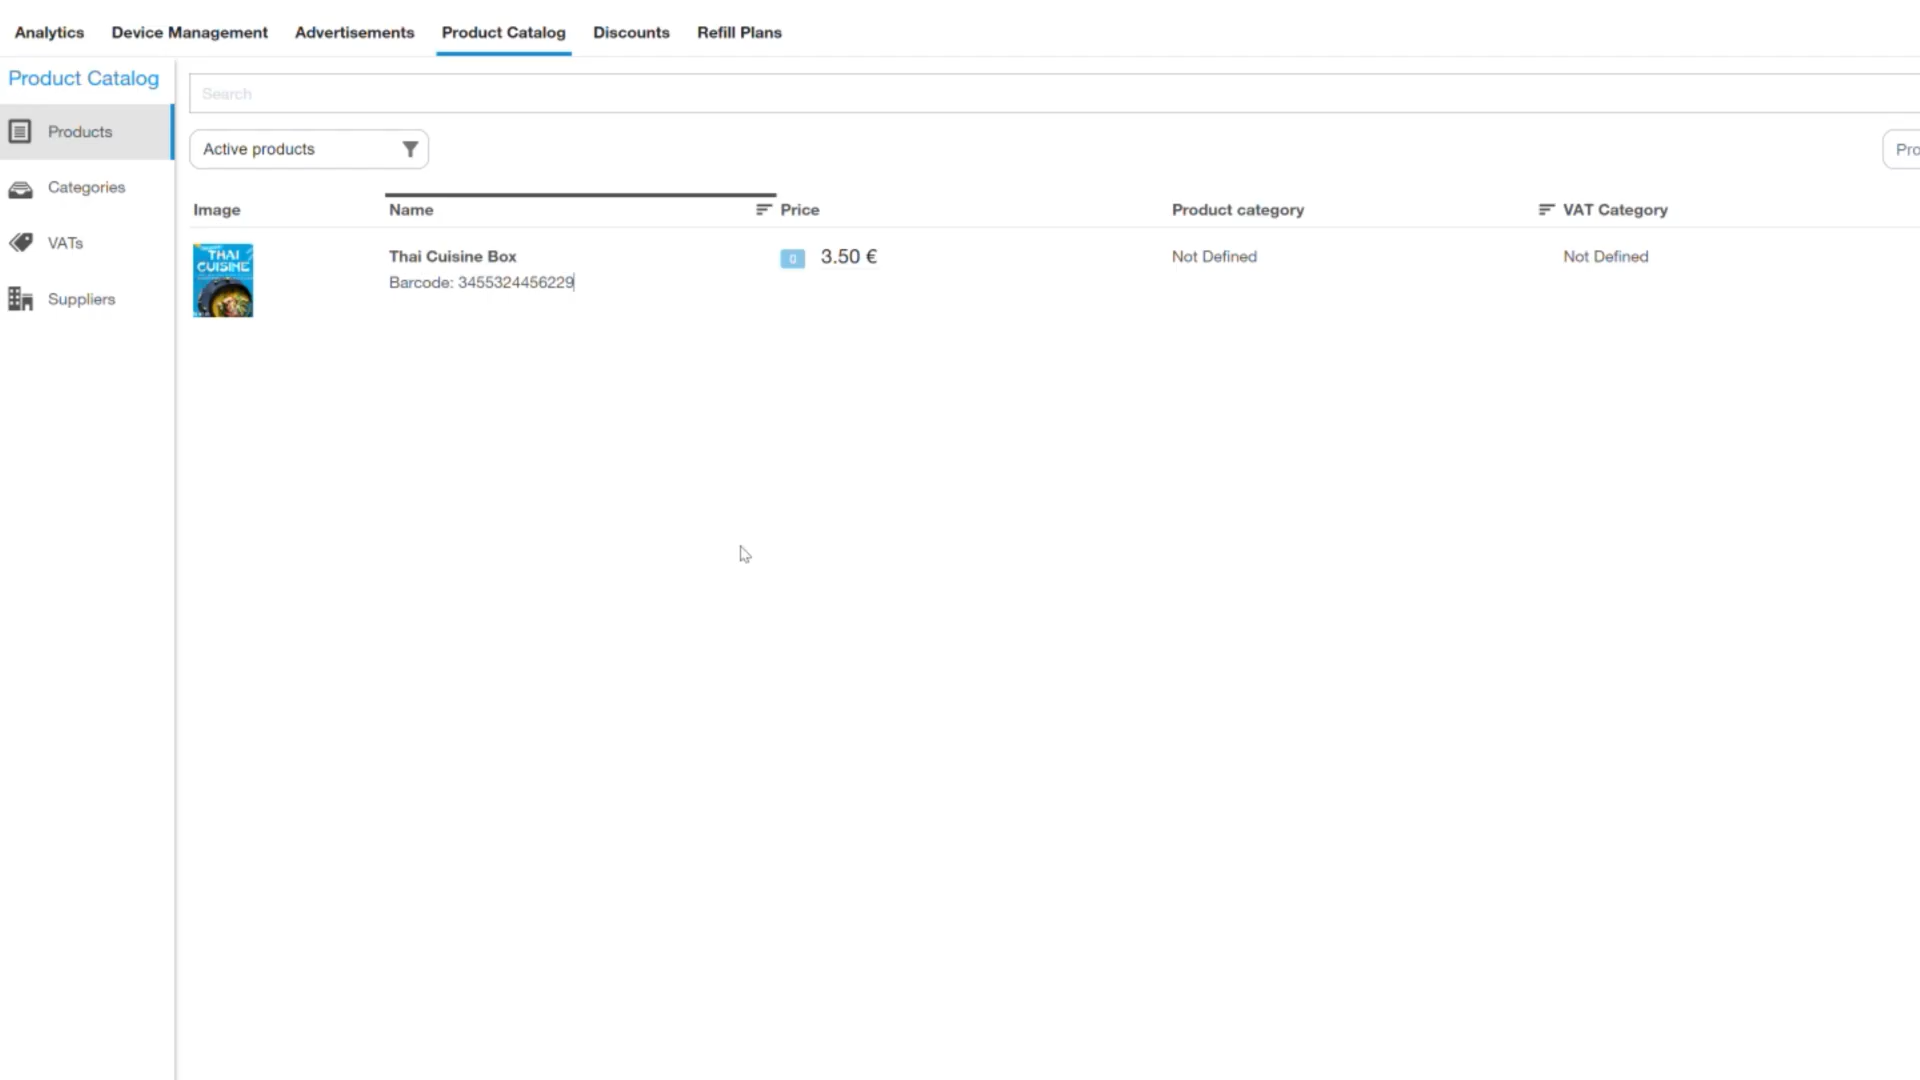 Analytics Device Management Advertisements Product Catalog Discounts Refill Plans
Product Catalog
Search
Products
Active products
Pro
Categories
Image Name Price Product category VAT Category
VATs
THAI
CUISINE
Thai Cuisine Box 0 3.50 € Not Defined Not Defined
Barcode: 3455324456229
Suppliers